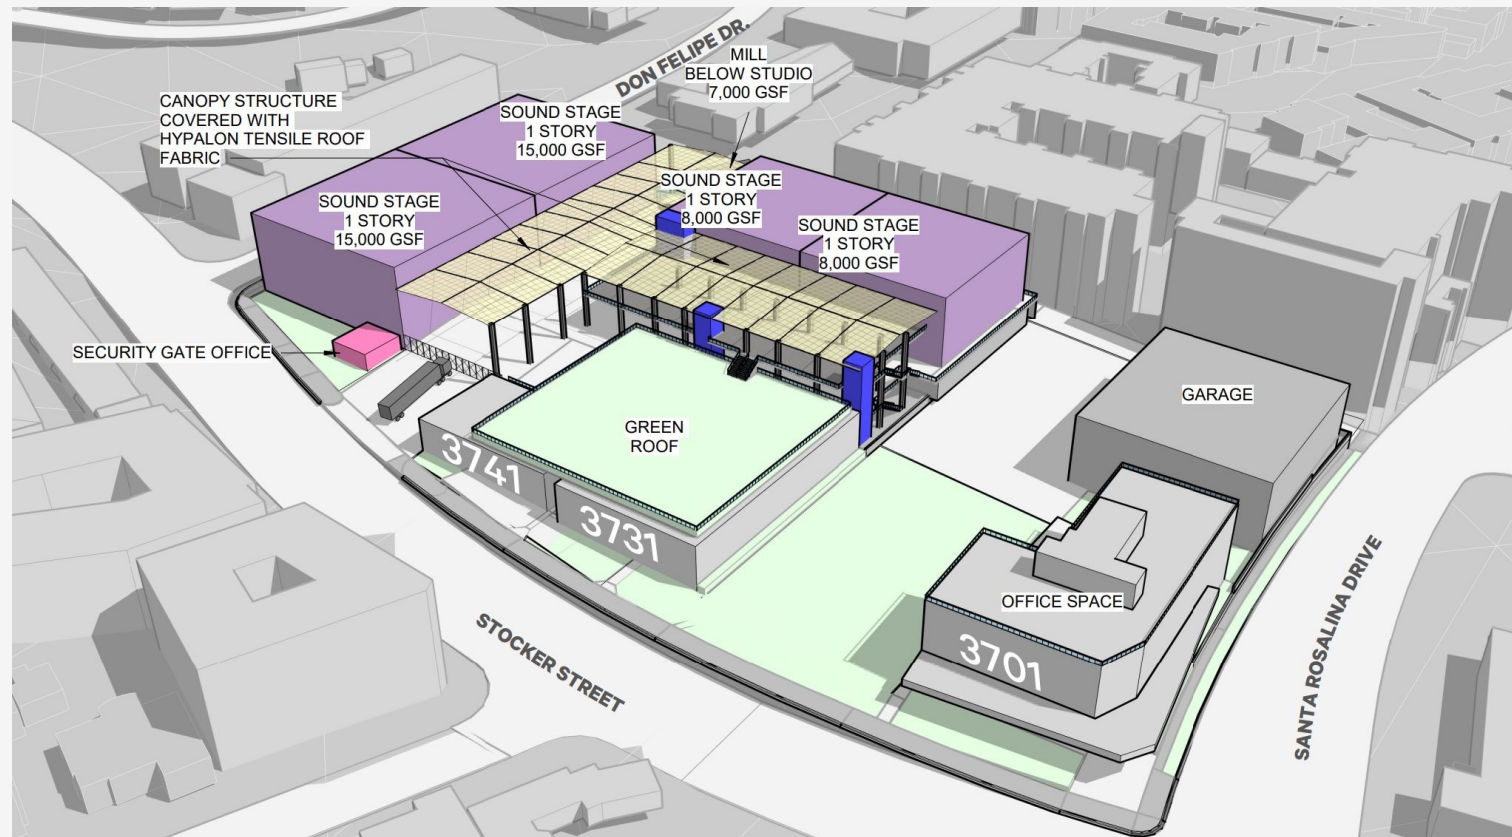 DON FELIPE DR.
MILL
BELOW STUDIO
7,000 GSF
CANOPY STRUCTURE
COVERED WITH
HYPALON TENSILE ROOF
FABRIC
SOUND STAGE
1 STORY
15,000 GSF
SOUND STAGE
1 STORY
15,000 GSF
SOUND STAGE
1 STORY
8,000 GSF
SOUND STAGE
1 STORY
8,000 GSF
SECURITY GATE OFFICE
GARAGE
GREEN
ROOF
3741
3731
OFFICE SPACE
3701
STOCKER STREET
SANTA ROSALINA DRIVE